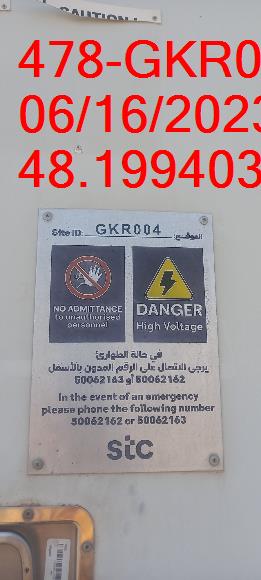 CAUTION !
478-GKR0
06/16/2023
48.199403
Site ID: GKR004 الموقع:
NO ADMITTANCE
to unauthorised
personnel
DANGER
High Voltage
في حالة الطوارئ
يرجى الاتصال على الرقم المدون بالأسفل
50062162 أو 50062163
In the event of an emergency
please phone the following number
50062162 or 50062163
stc